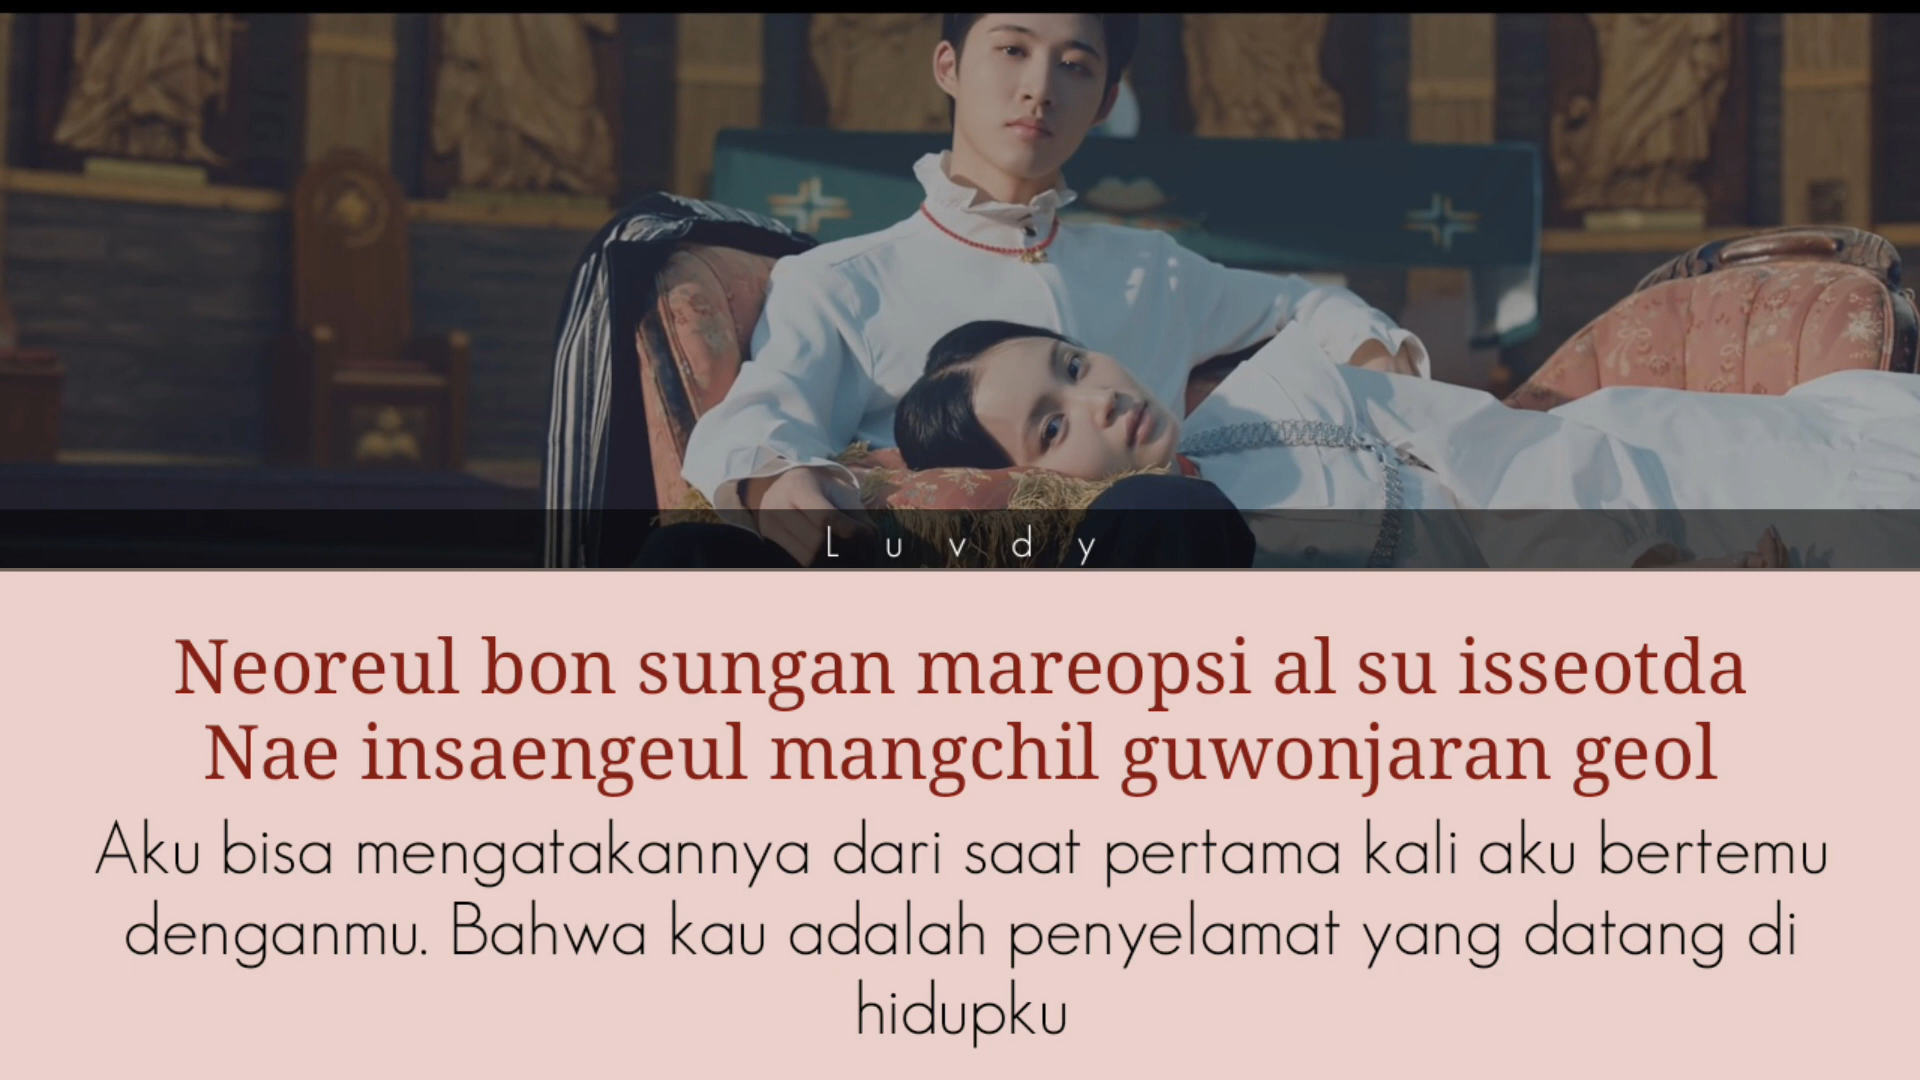 Luvdy
Neoreul bon sungan mareopsi al su isseotda
Nae insaengeul mangchil guwonjaran geol
Aku bisa mengatakannya dari saat pertama kali aku bertemu
denganmu. Bahwa kau adalah penyelamat yang datang di
hidupku